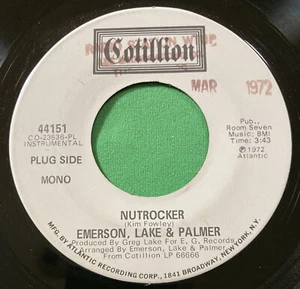 Cotillion
MAR 1972
44151
CO-23536-PL
INSTRUMENTAL
PLUG SIDE
MONO
Pub.,
Room Seven
Music: BMI
Time: 3:43
℗ 1972
Atlantic
NUTROCKER
(Kim Fowley)
EMERSON, LAKE & PALMER
Produced By Greg Lake For E. G. Records
Arranged By Emerson, Lake & Palmer
From Cotillion LP 66666
MFG. BY ATLANTIC RECORDING CORP., 1841 BROADWAY, NEW YORK, N.Y.